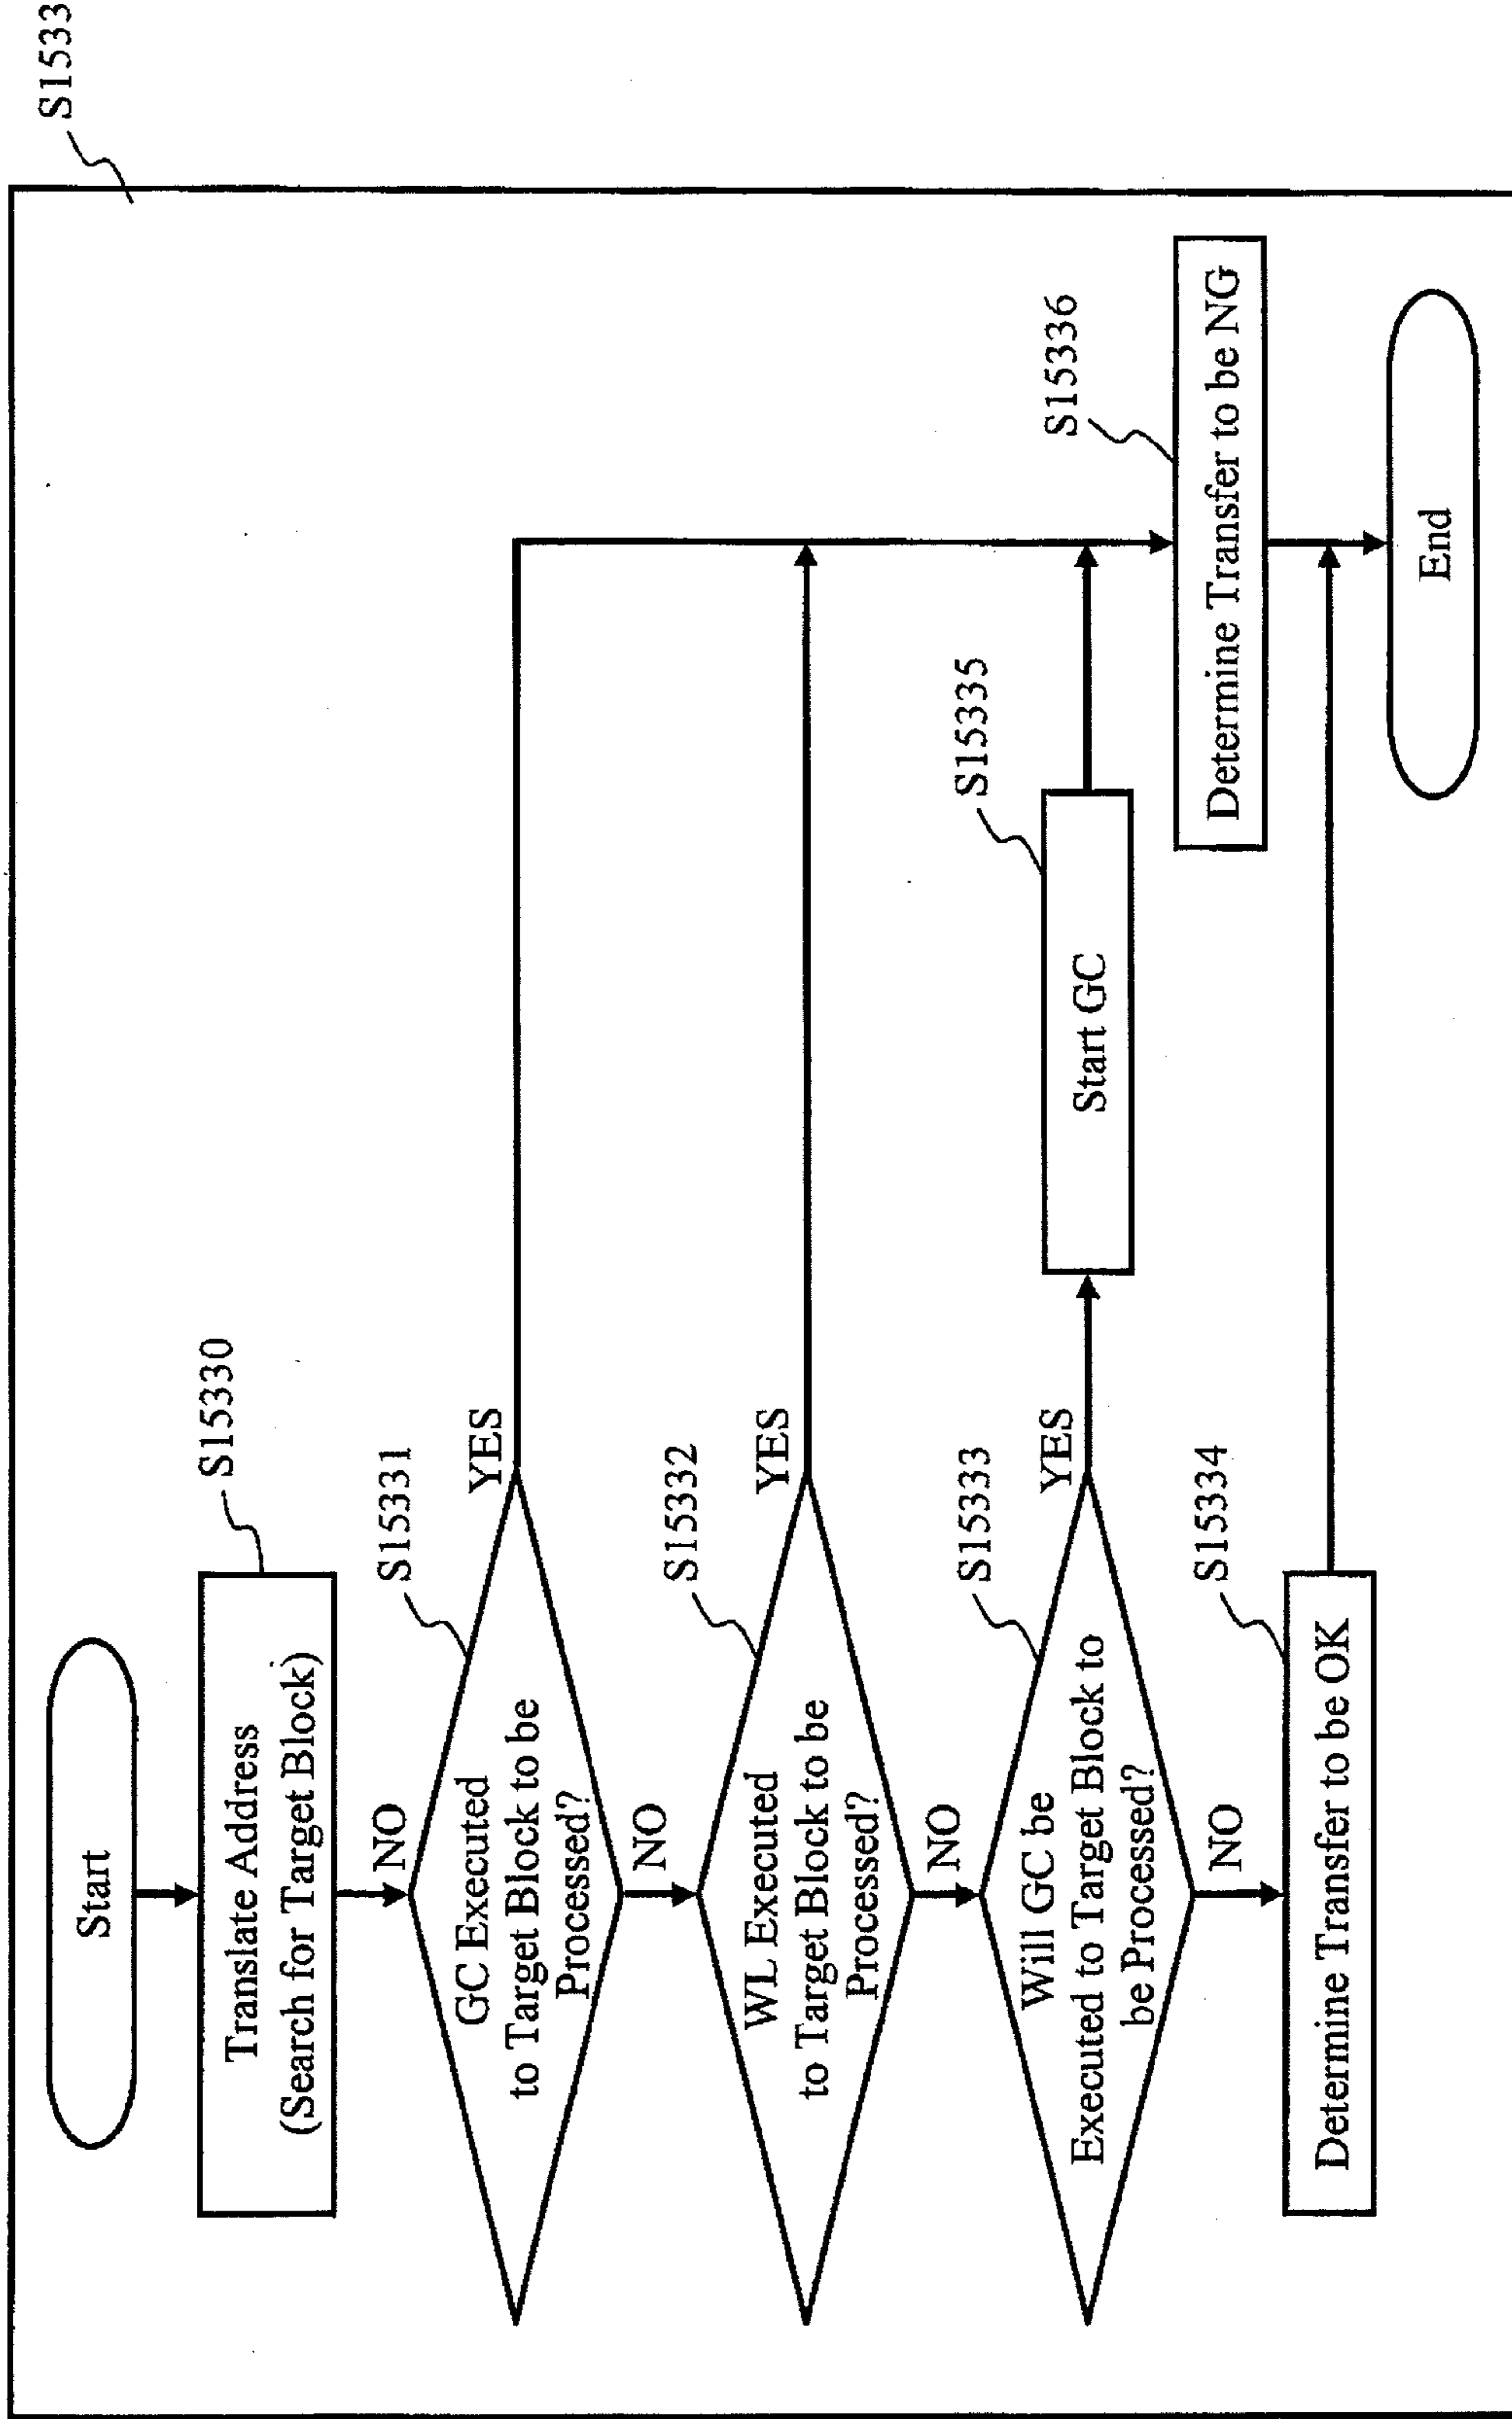 S1533
Start
S15330
Translate Address
(Search for Target Block)
NO
S15331
GC Executed
to Target Block to be
Processed?
YES
NO
S15332
WL Executed
to Target Block to be
Processed?
YES
NO
S15333
Will GC be
Executed to Target Block to
be Processed?
YES
S15335
Start GC
NO
S15334
Determine Transfer to be OK
S15336
Determine Transfer to be NG
End